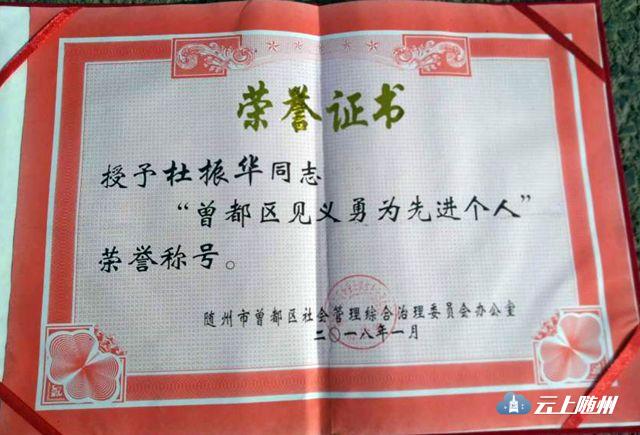 荣誉证书
授予杜振华同志
“曾都区见义勇为先进个人”
荣誉称号。
随州市曾都区社会管理综合治理委员会办公室
二〇一八年一月
云上随州